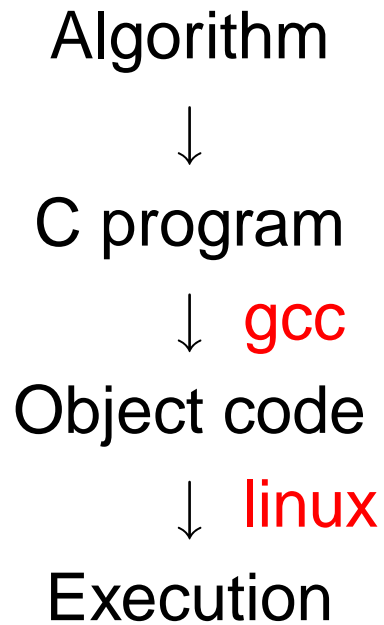 Algorithm
↓
C program
↓ gcc
Object code
↓ linux
Execution